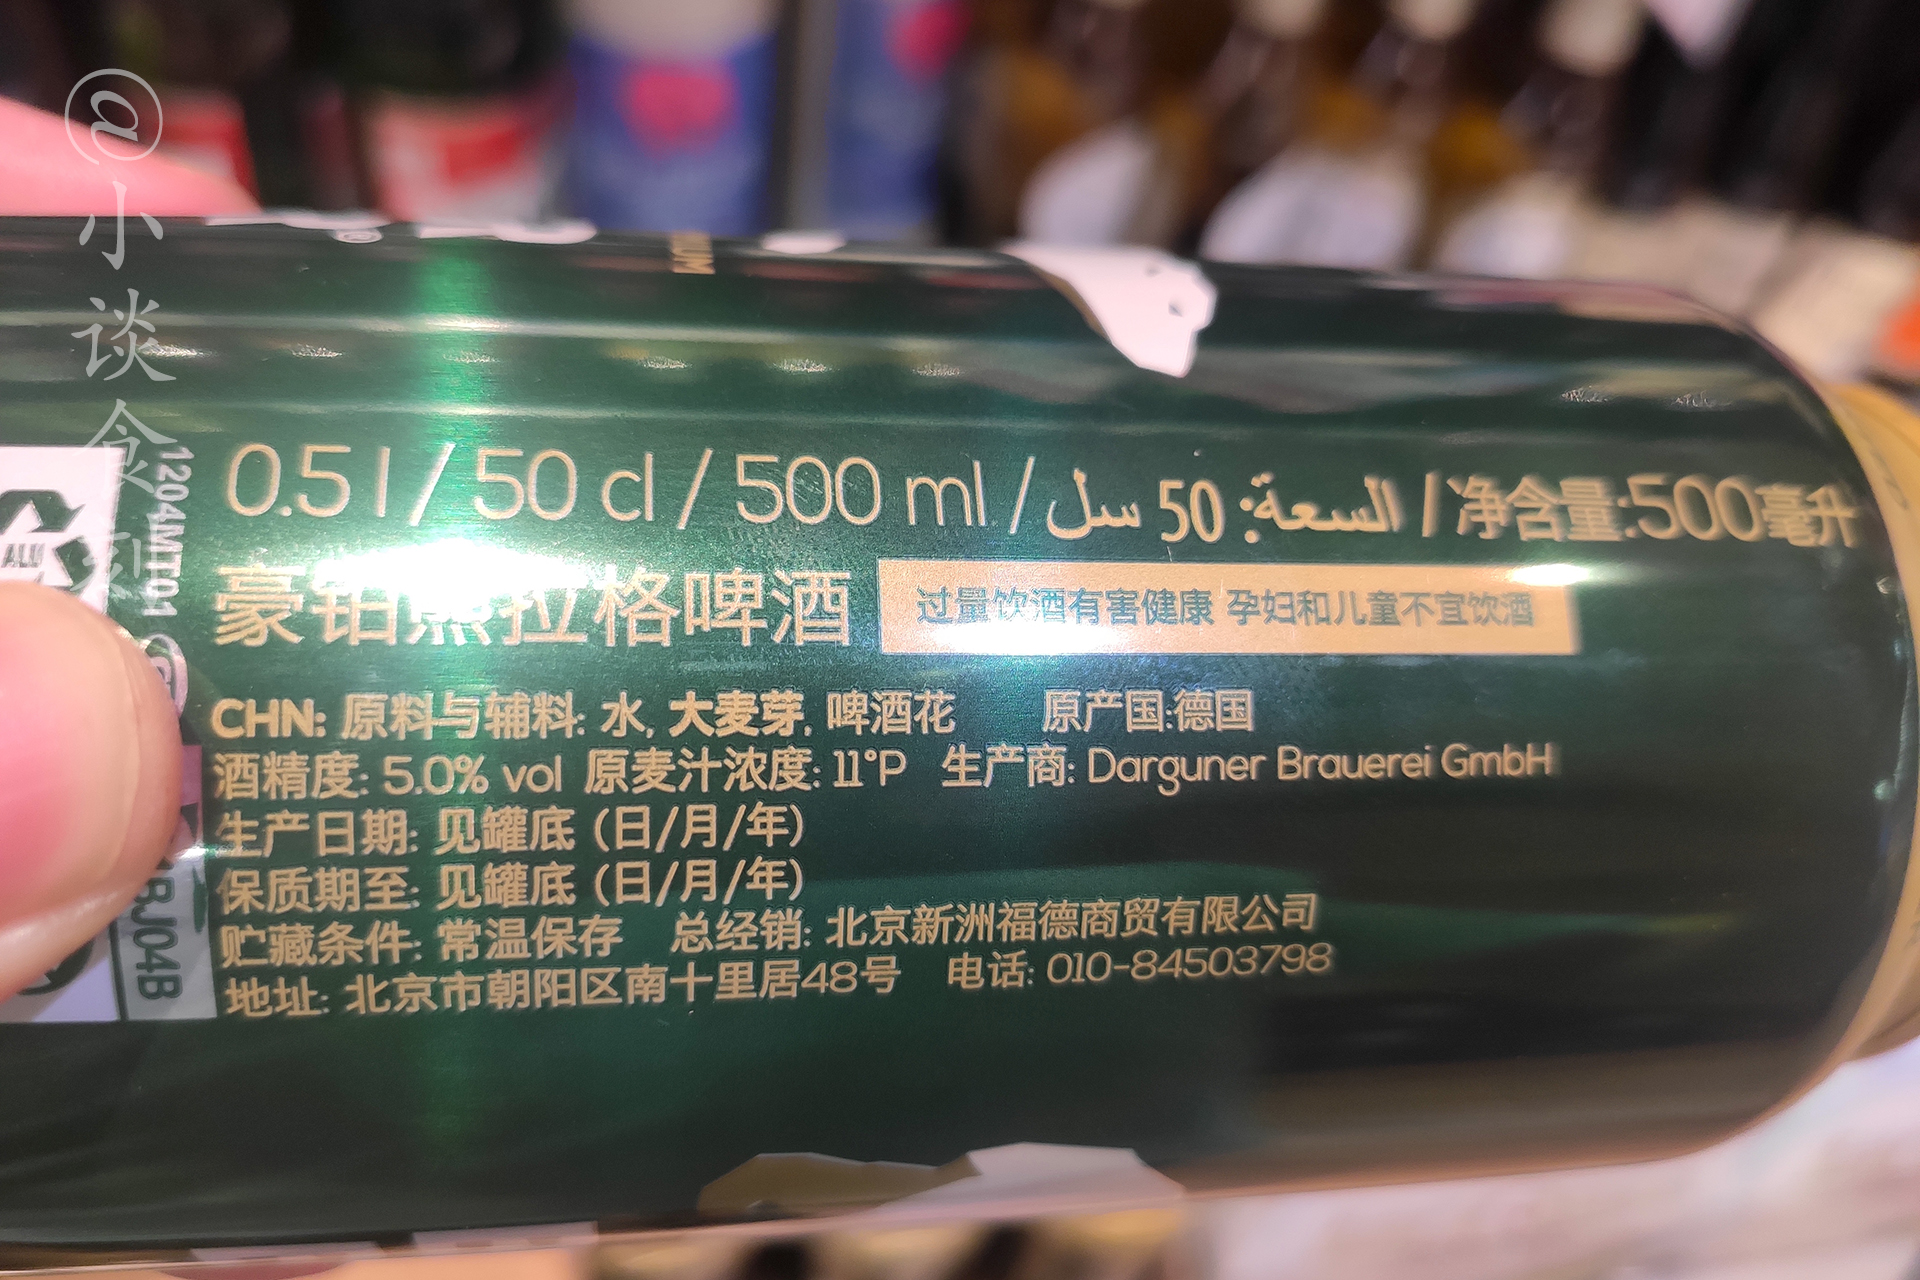 @小谈食刻
0.5 l / 50 cl / 500 ml / السعة: 50 سل / 净含量:500毫升
豪铂熊拉格啤酒
过量饮酒有害健康 孕妇和儿童不宜饮酒
CHN: 原料与辅料: 水, 大麦芽, 啤酒花 原产国:德国
酒精度: 5.0% vol 原麦汁浓度: 11°P 生产商: Darguner Brauerei GmbH
生产日期: 见罐底 (日/月/年)
保质期至: 见罐底 (日/月/年)
贮藏条件: 常温保存 总经销: 北京新洲福德商贸有限公司
地址: 北京市朝阳区南十里居48号 电话: 010-84503798
1204MT01
BJ04B
ALU